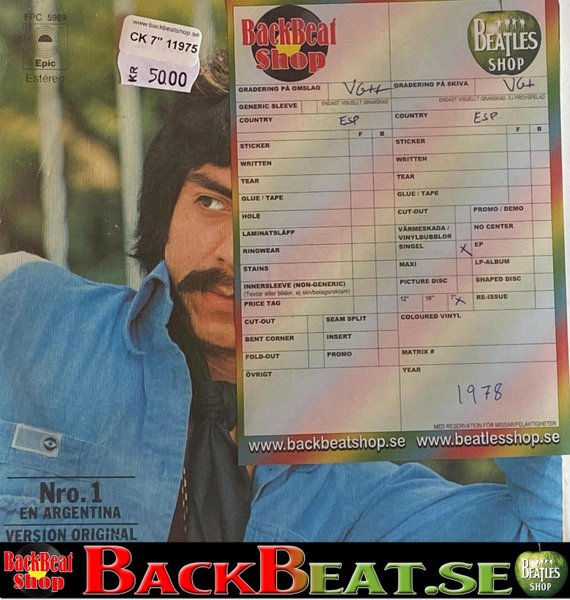 EPC 5989
Epic
Estéreo
www.backbeatshop.se
CK 7" 11975
KR 50.00
BackBeat Shop
BEATLES SHOP
GRADERING PÅ OMSLAG VG++
GRADERING PÅ SKIVA VG+
GENERIC SLEEVE
ENDAST VISUELLT GRANSKAD
ENDAST VISUELLT GRANSKAD, EJ PROVSPELAD
COUNTRY ESP
COUNTRY ESP
F B
F B
STICKER
STICKER
WRITTEN
WRITTEN
TEAR
TEAR
GLUE / TAPE
GLUE / TAPE
HOLE
CUT-OUT
PROMO / DEMO
LAMINATSLÄPP
VÄRMESKADA / VINYLBUBBLOR
NO CENTER
RINGWEAR
SINGEL X
EP
STAINS
MAXI
LP-ALBUM
INNERSLEEVE (NON-GENERIC)
(Texter eller bilder, ej skivbolagsreklam)
PICTURE DISC
SHAPED DISC
PRICE TAG
12" 10" 7" X
RE-ISSUE
CUT-OUT
SEAM SPLIT
COLOURED VINYL
BENT CORNER
INSERT
FOLD-OUT
PROMO
MATRIX #
ÖVRIGT
YEAR
1978
MED RESERVATION FÖR MISSAR/FELAKTIGHETER
www.backbeatshop.se www.beatlesshop.se
Nro. 1
EN ARGENTINA
VERSION ORIGINAL
BackBeat Shop
BACKBEAT.SE
BEATLES SHOP